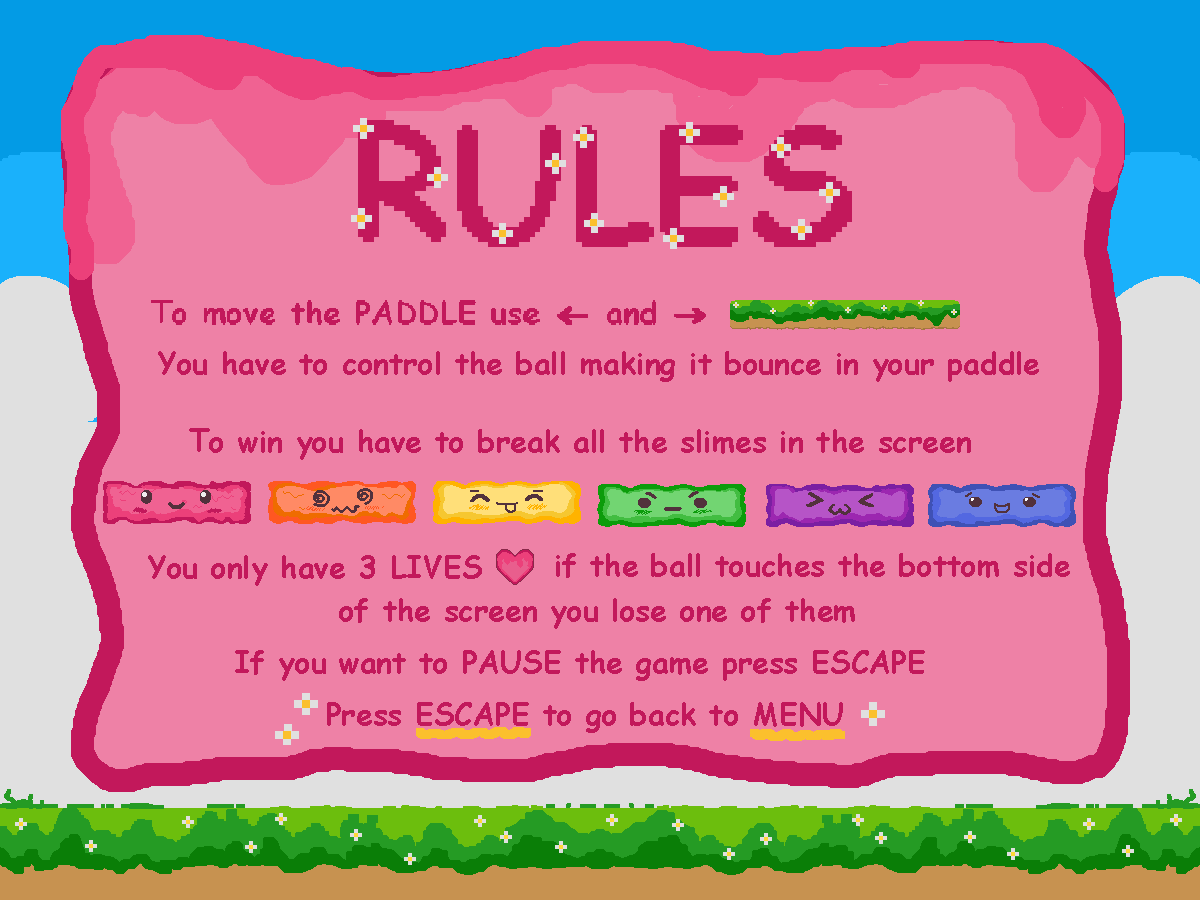 RULES
To move the PADDLE use ← and →
You have to control the ball making it bounce in your paddle
To win you have to break all the slimes in the screen
You only have 3 LIVES if the ball touches the bottom side
of the screen you lose one of them
If you want to PAUSE the game press ESCAPE
Press ESCAPE to go back to MENU